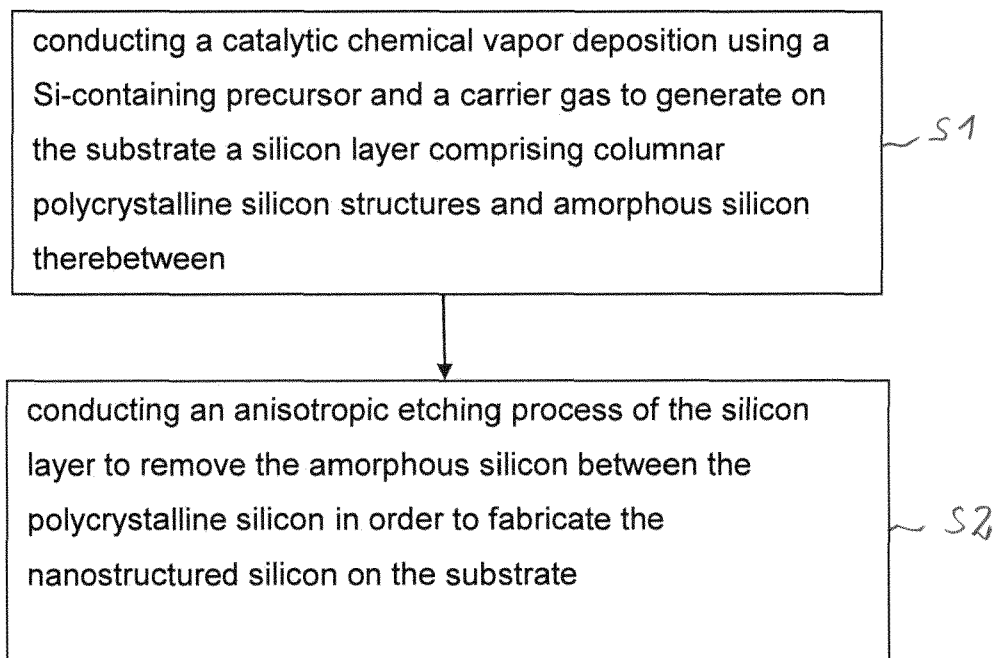 conducting a catalytic chemical vapor deposition using a
Si-containing precursor and a carrier gas to generate on
the substrate a silicon layer comprising columnar
polycrystalline silicon structures and amorphous silicon
therebetween
S1
conducting an anisotropic etching process of the silicon
layer to remove the amorphous silicon between the
polycrystalline silicon in order to fabricate the
nanostructured silicon on the substrate
S2